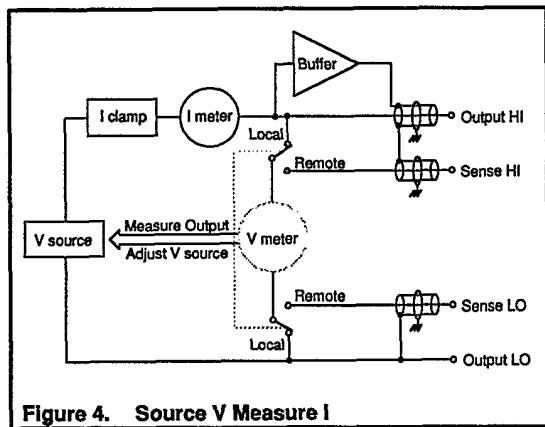 Buffer
I clamp
I meter
Output HI
Local
Remote
Sense HI
Measure Output
V source
V meter
Adjust V source
Remote
Sense LO
Local
Output LO
Figure 4. Source V Measure I